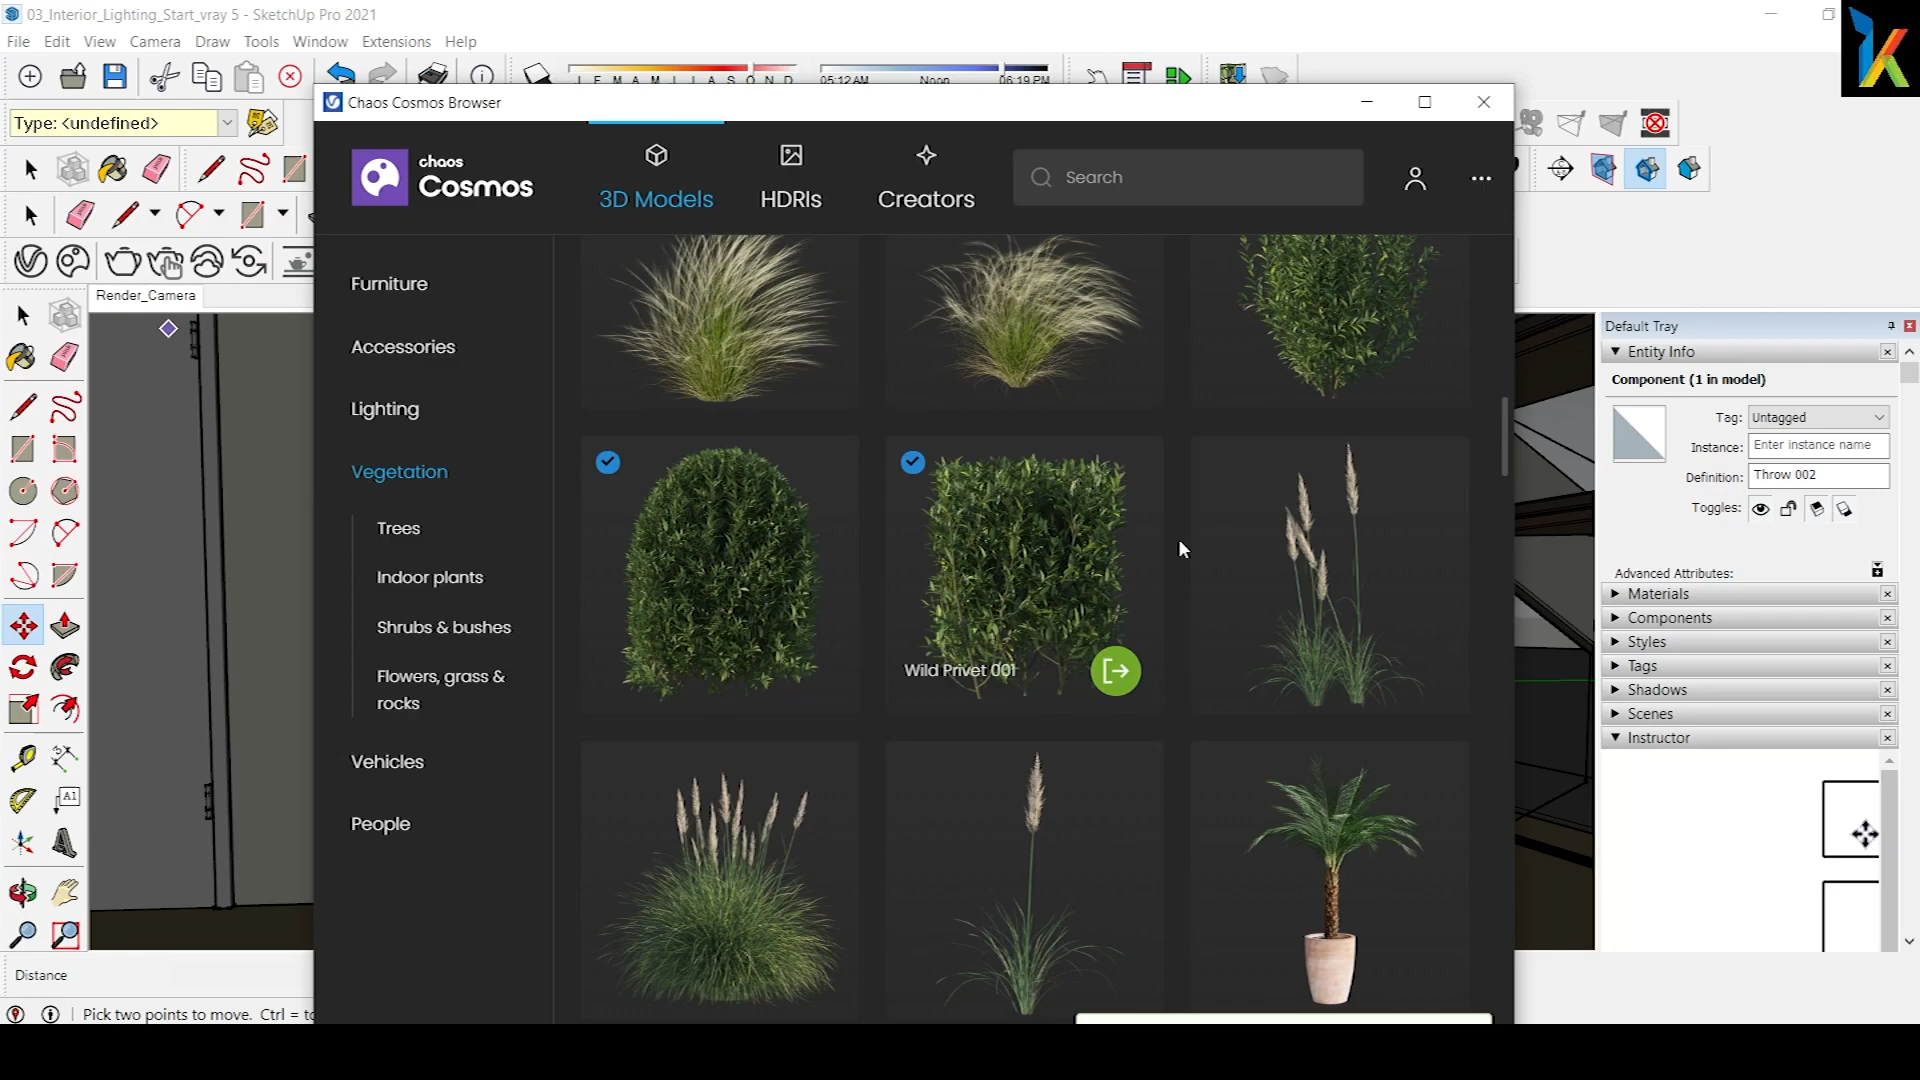 03_Interior_Lighting_Start_vray 5 - SketchUp Pro 2021
File Edit View Camera Draw Tools Window Extensions Help
J F M A M J J A S O N D
05:12 AM Noon 06:19 PM
Type: <undefined>
Chaos Cosmos Browser
chaos
Cosmos
3D Models
HDRIs
Creators
Search
Furniture
Accessories
Lighting
Vegetation
Trees
Indoor plants
Shrubs & bushes
Flowers, grass &
rocks
Vehicles
People
Wild Privet 001
Render_Camera
A1
Distance
Pick two points to move. Ctrl = to
Default Tray
Entity Info
Component (1 in model)
Tag: Untagged
Instance: Enter instance name
Definition: Throw 002
Toggles:
Advanced Attributes:
Materials
Components
Styles
Tags
Shadows
Scenes
Instructor